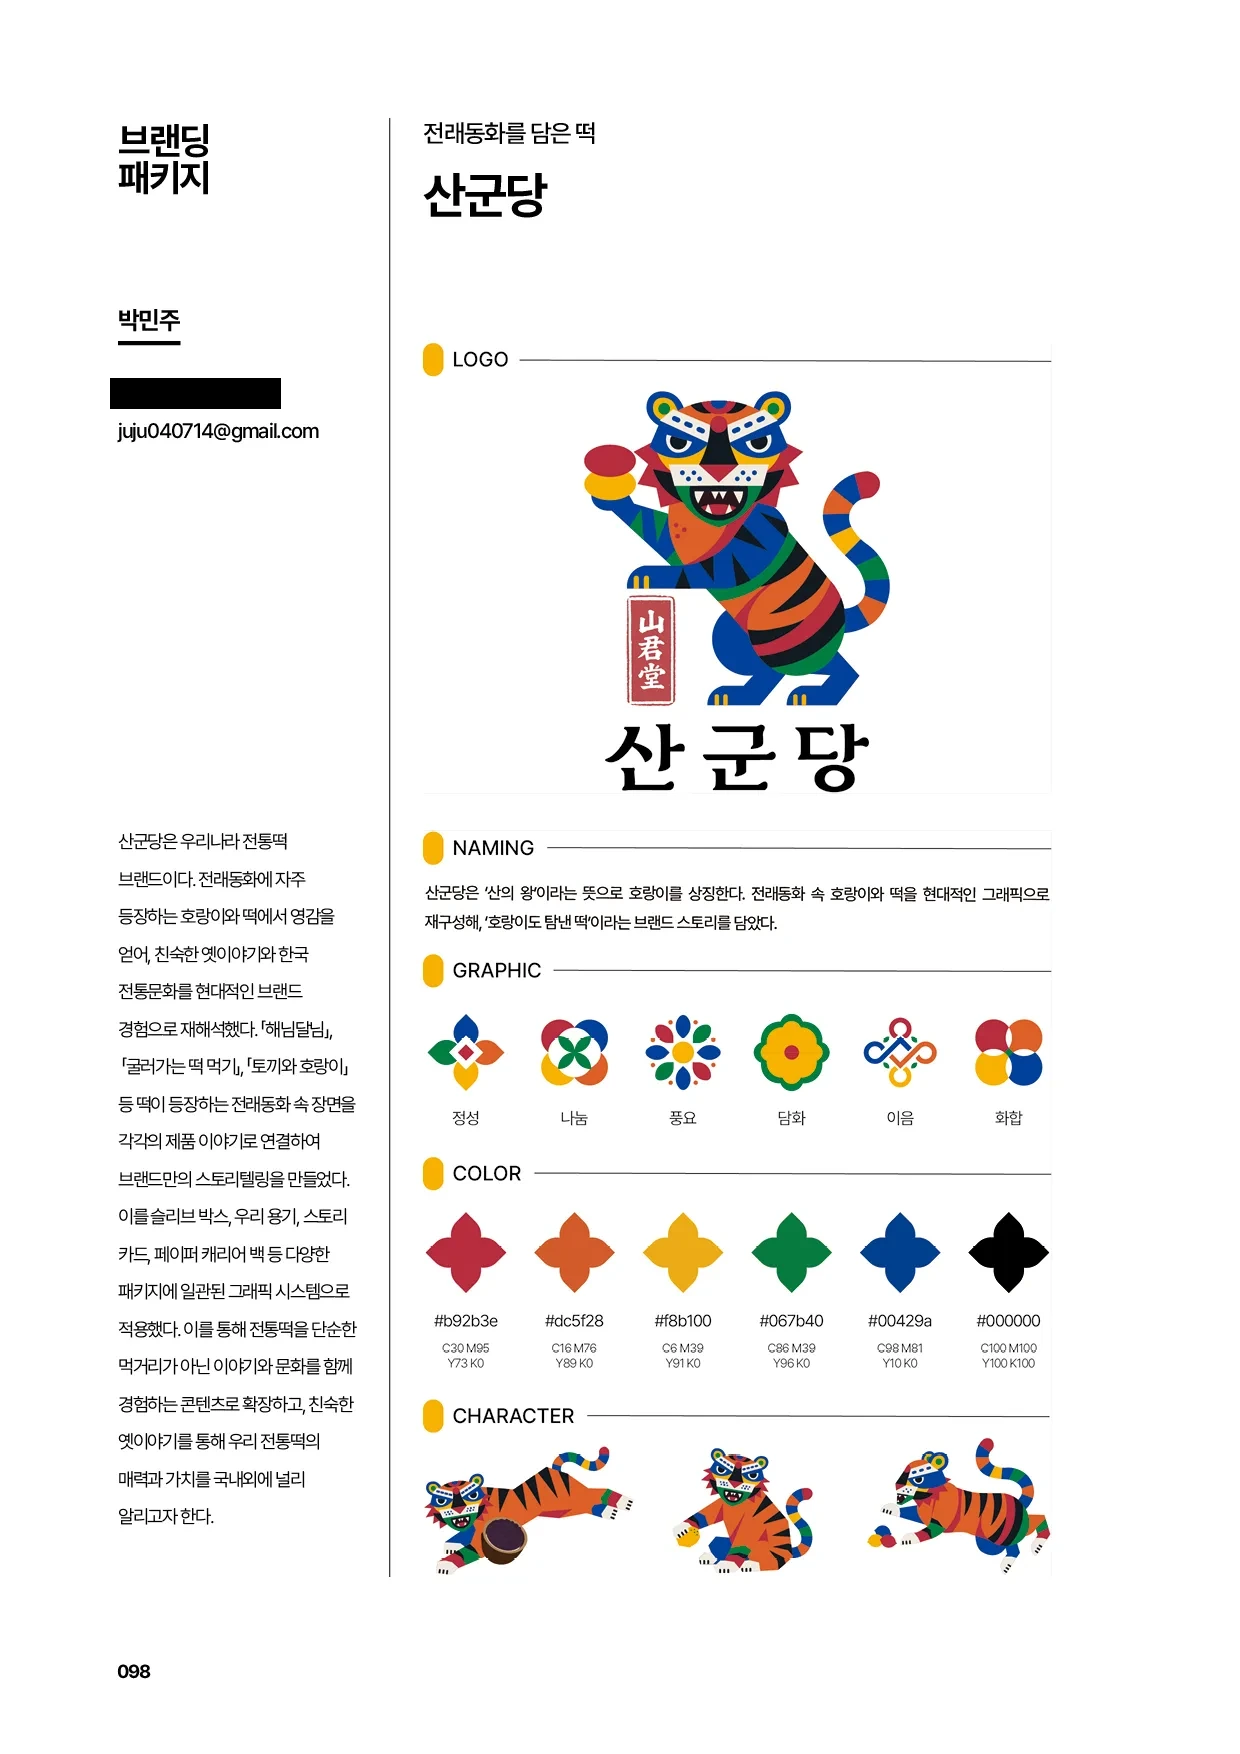 브랜딩
패키지
박민주
juju040714@gmail.com
산군당은 우리나라 전통떡
브랜드이다. 전래동화에 자주
등장하는 호랑이와 떡에서 영감을
얻어, 친숙한 옛이야기와 한국
전통문화를 현대적인 브랜드
경험으로 재해석했다. 「해님달님」,
「굴러가는 떡 먹기」, 「토끼와 호랑이」
등 떡이 등장하는 전래동화 속 장면을
각각의 제품 이야기로 연결하여
브랜드만의 스토리텔링을 만들었다.
이를 슬리브 박스, 우리 용기, 스토리
카드, 페이퍼 캐리어 백 등 다양한
패키지에 일관된 그래픽 시스템으로
적용했다. 이를 통해 전통떡을 단순한
먹거리가 아닌 이야기와 문화를 함께
경험하는 콘텐츠로 확장하고, 친숙한
옛이야기를 통해 우리 전통떡의
매력과 가치를 국내외에 널리
알리고자 한다.
098
전래동화를 담은 떡
산군당
LOGO
山君堂
산군당
NAMING
산군당은 '산의 왕'이라는 뜻으로 호랑이를 상징한다. 전래동화 속 호랑이와 떡을 현대적인 그래픽으로
재구성해, '호랑이도 탐낸 떡'이라는 브랜드 스토리를 담았다.
GRAPHIC
정성 나눔 풍요 담화 이음 화합
COLOR
#b92b3e #dc5f28 #f8b100 #067b40 #00429a #000000
C30 M95 C16 M76 C6 M39 C86 M39 C98 M81 C100 M100
Y73 K0 Y89 K0 Y91 K0 Y96 K0 Y10 K0 Y100 K100
CHARACTER